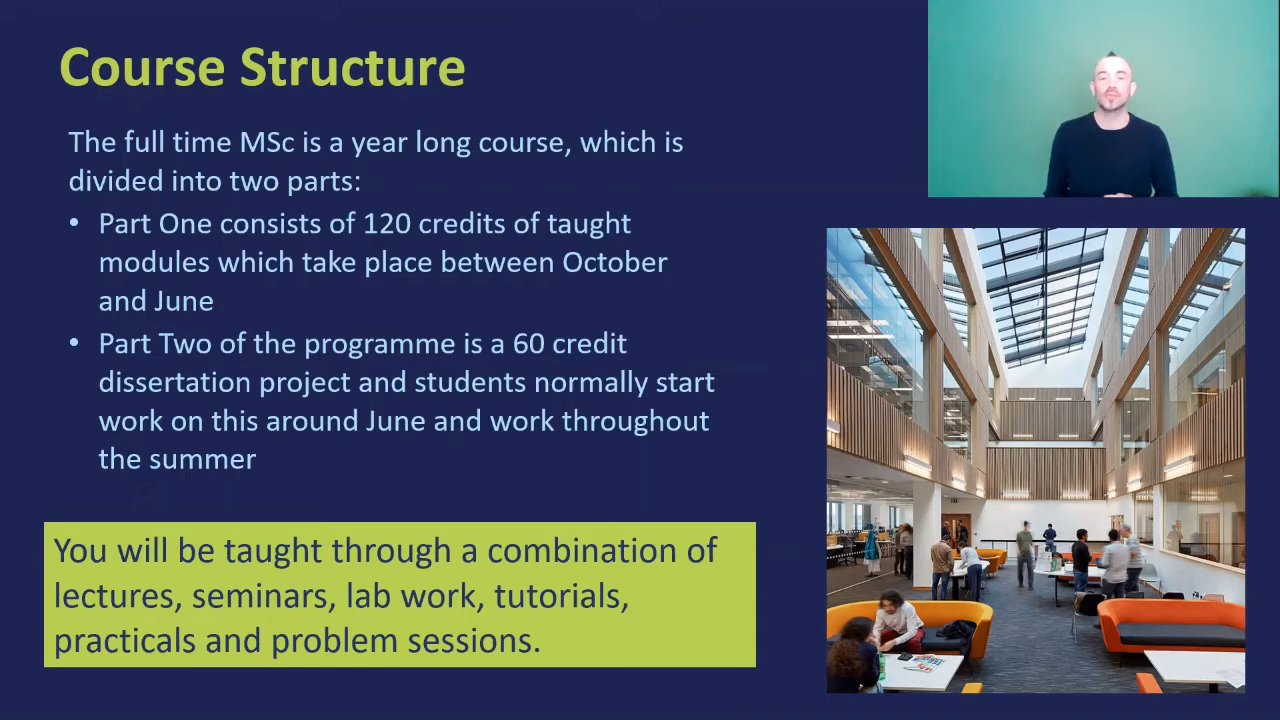 Course Structure
The full time MSc is a year long course, which is
divided into two parts:
• Part One consists of 120 credits of taught
modules which take place between October
and June
• Part Two of the programme is a 60 credit
dissertation project and students normally start
work on this around June and work throughout
the summer
You will be taught through a combination of
lectures, seminars, lab work, tutorials,
practicals and problem sessions.